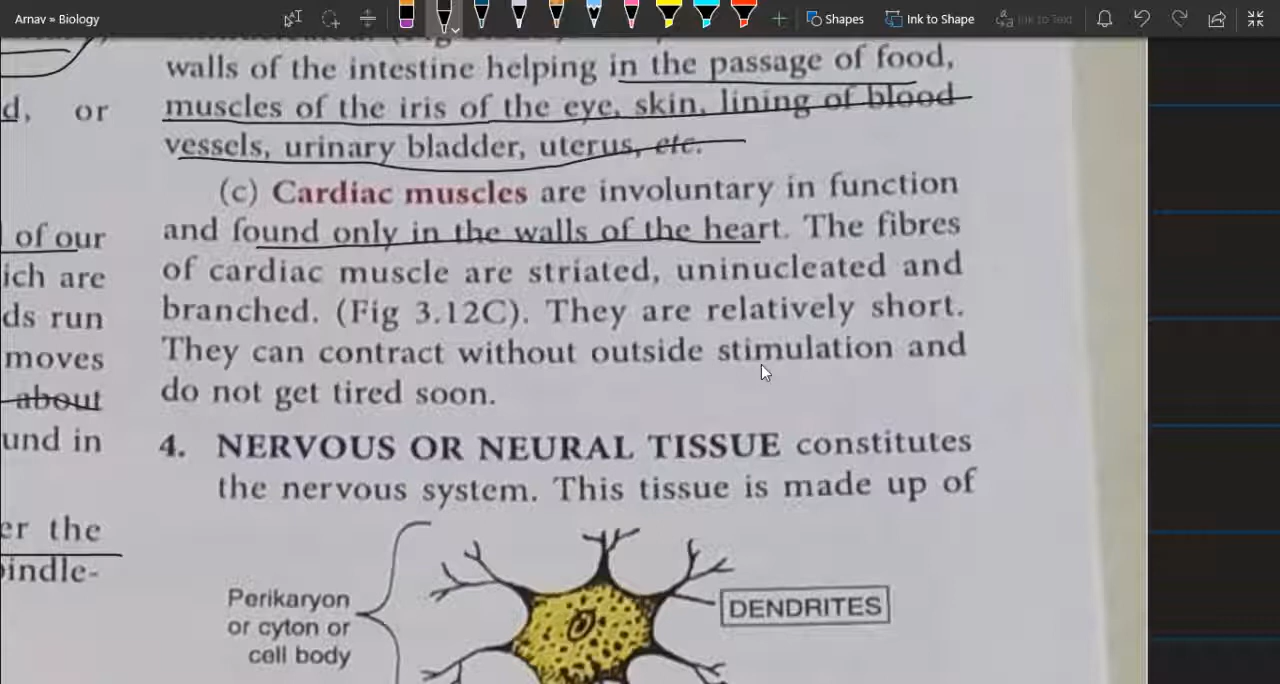 Arnav » Biology
Shapes
Ink to Shape
Ink to Text
d, or
of our
ich are
ds run
moves
about
und in
er the
indle-
walls of the intestine helping in the passage of food,
muscles of the iris of the eye, skin, lining of blood
vessels, urinary bladder, uterus, etc.
(c) Cardiac muscles are involuntary in function
and found only in the walls of the heart. The fibres
of cardiac muscle are striated, uninucleated and
branched. (Fig 3.12C). They are relatively short.
They can contract without outside stimulation and
do not get tired soon.
4. NERVOUS OR NEURAL TISSUE constitutes
the nervous system. This tissue is made up of
Perikaryon
or cyton or
cell body
DENDRITES